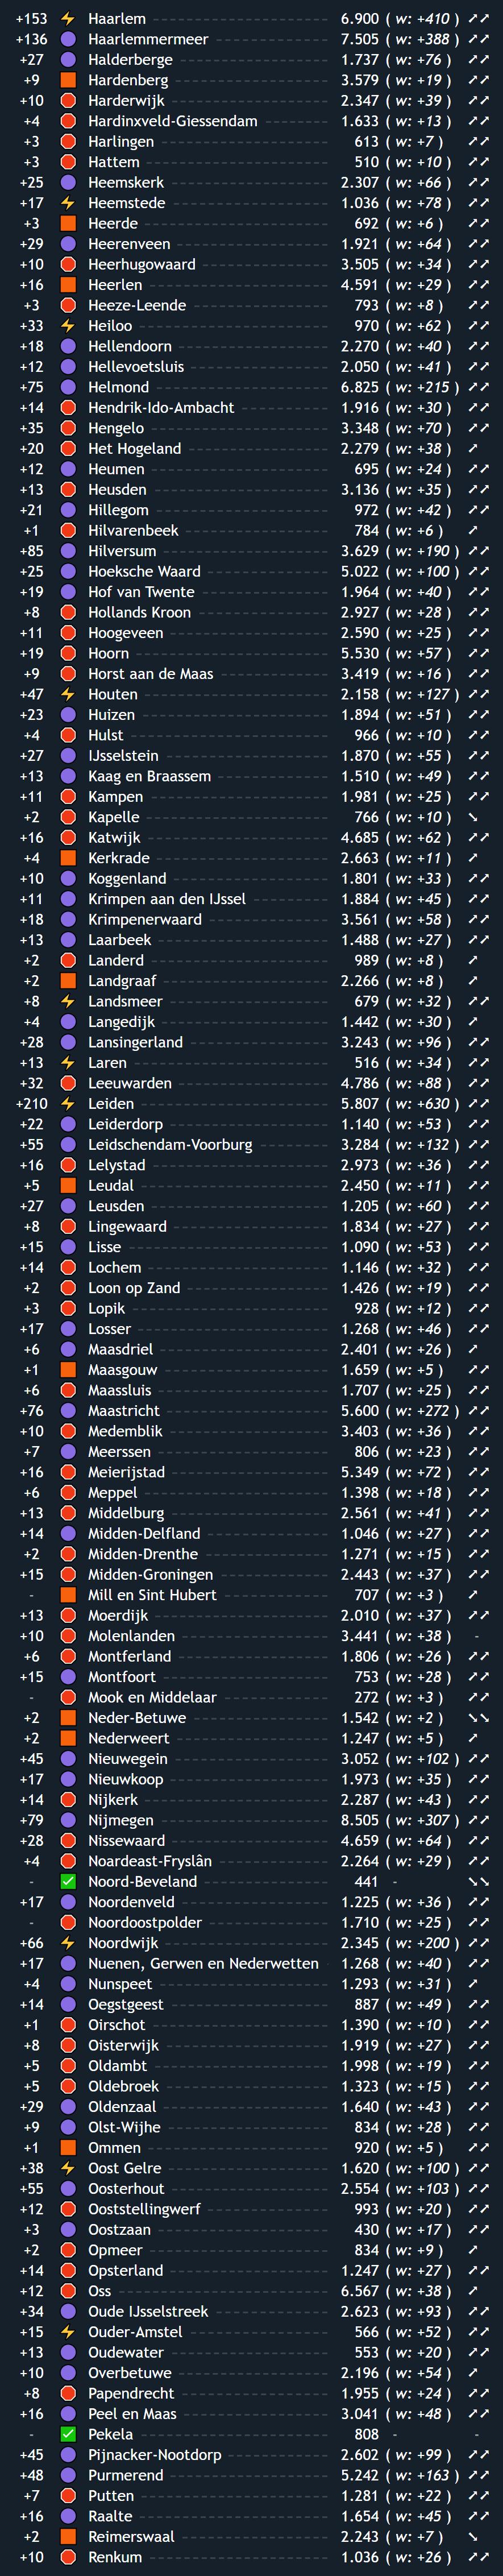 +153 Haarlem 6.900 ( w: +410 )
+136 Haarlemmermeer 7.505 ( w: +388 )
+27 Halderberge 1.737 ( w: +76 )
+9 Hardenberg 3.579 ( w: +19 )
+10 Harderwijk 2.347 ( w: +39 )
+4 Hardinxveld-Giessendam 1.633 ( w: +13 )
+3 Harlingen 613 ( w: +7 )
+3 Hattem 510 ( w: +10 )
+25 Heemskerk 2.307 ( w: +66 )
+17 Heemstede 1.036 ( w: +78 )
+3 Heerde 692 ( w: +6 )
+29 Heerenveen 1.921 ( w: +64 )
+10 Heerhugowaard 3.505 ( w: +34 )
+16 Heerlen 4.591 ( w: +29 )
+3 Heeze-Leende 793 ( w: +8 )
+33 Heiloo 970 ( w: +62 )
+18 Hellendoorn 2.270 ( w: +40 )
+12 Hellevoetsluis 2.050 ( w: +41 )
+75 Helmond 6.825 ( w: +215 )
+14 Hendrik-Ido-Ambacht 1.916 ( w: +30 )
+35 Hengelo 3.348 ( w: +70 )
+20 Het Hogeland 2.279 ( w: +38 )
+12 Heumen 695 ( w: +24 )
+13 Heusden 3.136 ( w: +35 )
+21 Hillegom 972 ( w: +42 )
+1 Hilvarenbeek 784 ( w: +6 )
+85 Hilversum 3.629 ( w: +190 )
+25 Hoeksche Waard 5.022 ( w: +100 )
+19 Hof van Twente 1.964 ( w: +40 )
+8 Hollands Kroon 2.927 ( w: +28 )
+11 Hoogeveen 2.590 ( w: +25 )
+19 Hoorn 5.530 ( w: +57 )
+9 Horst aan de Maas 3.419 ( w: +16 )
+47 Houten 2.158 ( w: +127 )
+23 Huizen 1.894 ( w: +51 )
+4 Hulst 966 ( w: +10 )
+27 IJsselstein 1.870 ( w: +55 )
+13 Kaag en Braassem 1.510 ( w: +49 )
+11 Kampen 1.981 ( w: +25 )
+2 Kapelle 766 ( w: +10 )
+16 Katwijk 4.685 ( w: +62 )
+4 Kerkrade 2.663 ( w: +11 )
+10 Koggenland 1.801 ( w: +33 )
+11 Krimpen aan den IJssel 1.884 ( w: +45 )
+18 Krimpenerwaard 3.561 ( w: +58 )
+13 Laarbeek 1.488 ( w: +27 )
+2 Landerd 989 ( w: +8 )
+2 Landgraaf 2.266 ( w: +8 )
+8 Landsmeer 679 ( w: +32 )
+4 Langedijk 1.442 ( w: +30 )
+28 Lansingerland 3.243 ( w: +96 )
+13 Laren 516 ( w: +34 )
+32 Leeuwarden 4.786 ( w: +88 )
+210 Leiden 5.807 ( w: +630 )
+22 Leiderdorp 1.140 ( w: +53 )
+55 Leidschendam-Voorburg 3.284 ( w: +132 )
+16 Lelystad 2.973 ( w: +36 )
+5 Leudal 2.450 ( w: +11 )
+27 Leusden 1.205 ( w: +60 )
+8 Lingewaard 1.834 ( w: +27 )
+15 Lisse 1.090 ( w: +53 )
+14 Lochem 1.146 ( w: +32 )
+2 Loon op Zand 1.426 ( w: +19 )
+3 Lopik 928 ( w: +12 )
+17 Losser 1.268 ( w: +46 )
+6 Maasdriel 2.401 ( w: +26 )
+1 Maasgouw 1.659 ( w: +5 )
+6 Maassluis 1.707 ( w: +25 )
+76 Maastricht 5.600 ( w: +272 )
+10 Medemblik 3.403 ( w: +36 )
+7 Meerssen 806 ( w: +23 )
+16 Meierijstad 5.349 ( w: +72 )
+6 Meppel 1.398 ( w: +18 )
+13 Middelburg 2.561 ( w: +41 )
+14 Midden-Delfland 1.046 ( w: +27 )
+2 Midden-Drenthe 1.271 ( w: +15 )
+15 Midden-Groningen 2.443 ( w: +37 )
- Mill en Sint Hubert 707 ( w: +3 )
+13 Moerdijk 2.010 ( w: +37 )
+10 Molenlanden 3.441 ( w: +38 ) -
+6 Montferland 1.806 ( w: +26 )
+15 Montfoort 753 ( w: +28 )
- Mook en Middelaar 272 ( w: +3 )
+2 Neder-Betuwe 1.542 ( w: +2 )
+2 Nederweert 1.247 ( w: +5 )
+45 Nieuwegein 3.052 ( w: +102 )
+17 Nieuwkoop 1.973 ( w: +35 )
+14 Nijkerk 2.287 ( w: +43 )
+79 Nijmegen 8.505 ( w: +307 )
+28 Nissewaard 4.659 ( w: +64 )
+4 Noardeast-Fryslân 2.264 ( w: +29 )
- Noord-Beveland 441 -
+17 Noordenveld 1.225 ( w: +36 )
- Noordoostpolder 1.710 ( w: +25 )
+66 Noordwijk 2.345 ( w: +200 )
+17 Nuenen, Gerwen en Nederwetten 1.268 ( w: +40 )
+4 Nunspeet 1.293 ( w: +31 )
+14 Oegstgeest 887 ( w: +49 )
+1 Oirschot 1.390 ( w: +10 )
+8 Oisterwijk 1.919 ( w: +27 )
+5 Oldambt 1.998 ( w: +19 )
+5 Oldebroek 1.323 ( w: +15 )
+29 Oldenzaal 1.640 ( w: +43 )
+9 Olst-Wijhe 834 ( w: +28 )
+1 Ommen 920 ( w: +5 )
+38 Oost Gelre 1.620 ( w: +100 )
+55 Oosterhout 2.554 ( w: +103 )
+12 Ooststellingwerf 993 ( w: +20 )
+3 Oostzaan 430 ( w: +17 )
+2 Opmeer 834 ( w: +9 )
+14 Opsterland 1.247 ( w: +27 )
+12 Oss 6.567 ( w: +38 )
+34 Oude IJsselstreek 2.623 ( w: +93 )
+15 Ouder-Amstel 566 ( w: +52 )
+13 Oudewater 553 ( w: +20 )
+10 Overbetuwe 2.196 ( w: +54 )
+8 Papendrecht 1.955 ( w: +24 )
+16 Peel en Maas 3.041 ( w: +48 )
- Pekela 808 - -
+45 Pijnacker-Nootdorp 2.602 ( w: +99 )
+48 Purmerend 5.242 ( w: +163 )
+7 Putten 1.281 ( w: +22 )
+16 Raalte 1.654 ( w: +45 )
+2 Reimerswaal 2.243 ( w: +7 )
+10 Renkum 1.036 ( w: +26 )